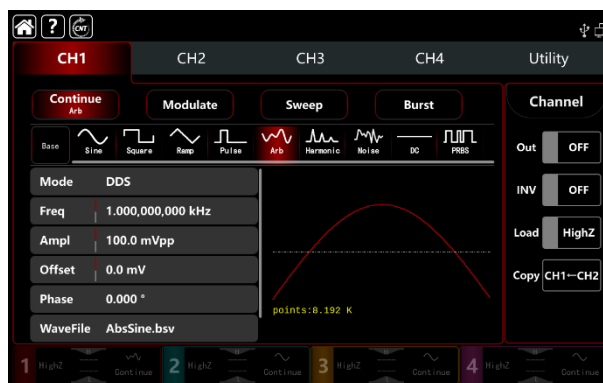 ? CNT
CH1 CH2 CH3 CH4 Utility
Continue
Arb
Modulate Sweep Burst Channel
Base Sine Square Ramp Pulse Arb Harmonic Noise DC PRBS
Out OFF
Mode DDS
INV OFF
Freq 1.000,000,000 kHz
Ampl 100.0 mVpp
Load HighZ
Offset 0.0 mV
Copy CH1←CH2
Phase 0.000 °
points:8.192 K
WaveFile AbsSine.bsv
1 HighZ Continue 2 HighZ Continue 3 HighZ Continue 4 HighZ Continue